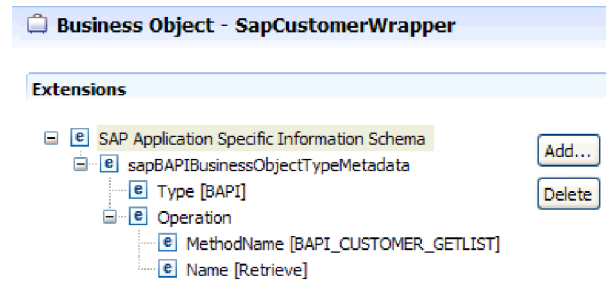 Business Object - SapCustomerWrapper
Extensions
SAP Application Specific Information Schema
Add...
sapBAPIBusinessObjectTypeMetadata
Type [BAPI]
Delete
Operation
MethodName [BAPI_CUSTOMER_GETLIST]
Name [Retrieve]